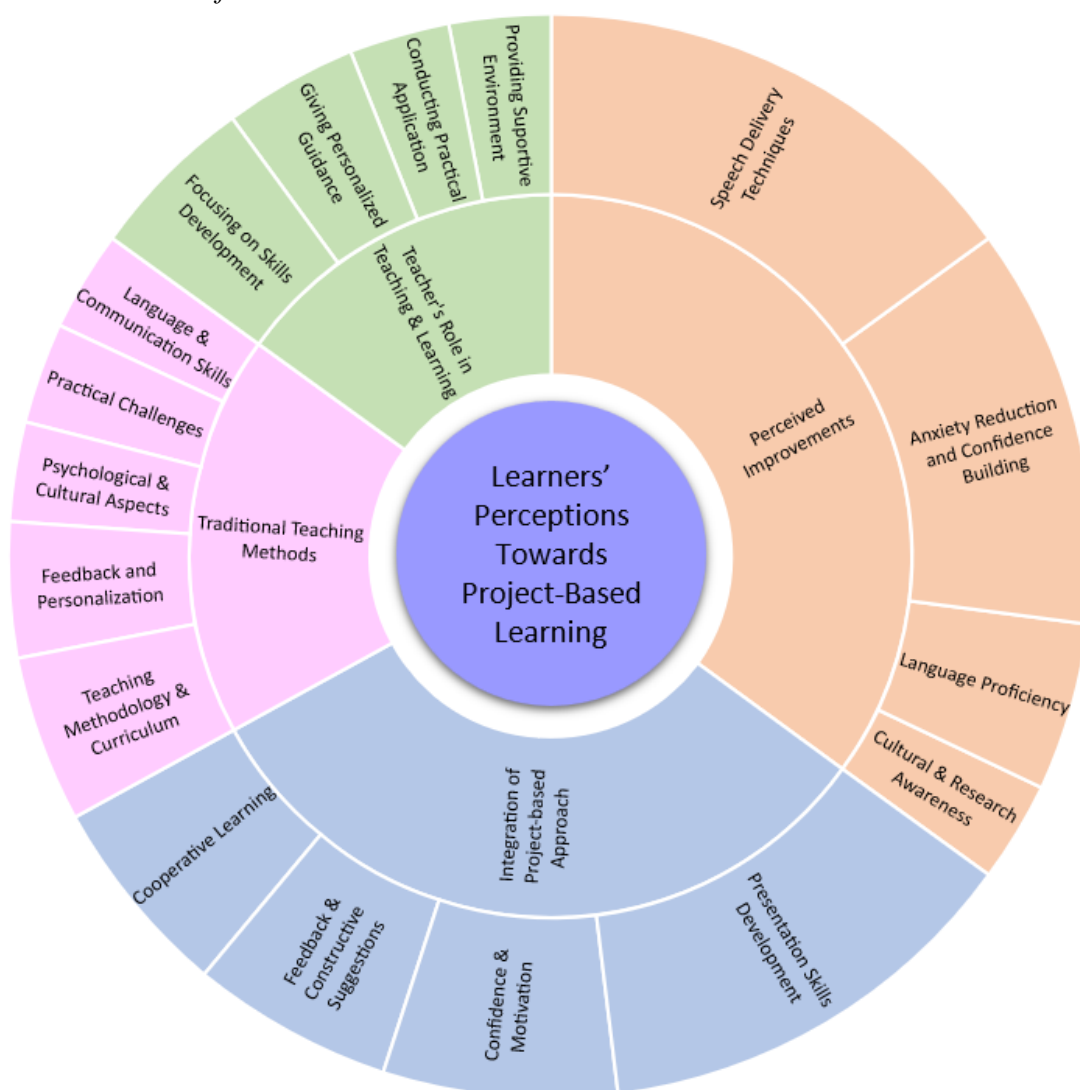 Learners’
Perceptions
Towards
Project-Based
Learning
Perceived
Improvements
Speech Delivery
Techniques
Anxiety Reduction
and Confidence
Building
Language Proficiency
Cultural & Research
Awareness
Integration of
Project-based
Approach
Presentation Skills
Development
Confidence &
Motivation
Feedback &
Constructive
Suggestions
Cooperative Learning
Traditional Teaching
Methods
Teaching
Methodology &
Curriculum
Feedback and
Personalization
Psychological &
Cultural Aspects
Practical Challenges
Language &
Communication Skills
Teacher's Role in
Teaching & Learning
Focusing on Skills
Development
Giving Personalized
Guidance
Conducting Practical
Application
Providing Suportive
Environment